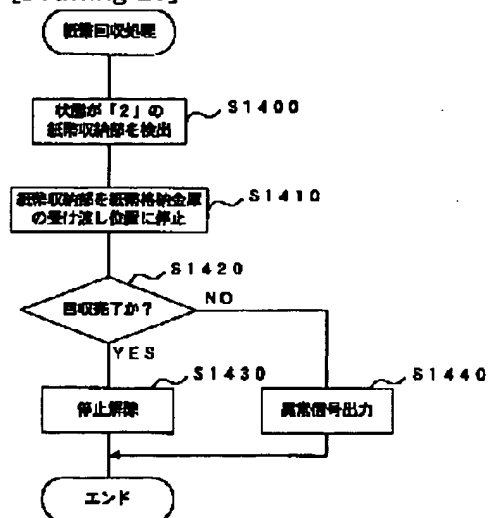 紙幣回収処理
状態が「2」の
紙幣収納部を検出
S1400
紙幣収納部を紙幣格納金庫
の受け渡し位置に停止
S1410
S1420
回収完了か？
NO
YES
S1430
停止解除
S1440
異常信号出力
エンド